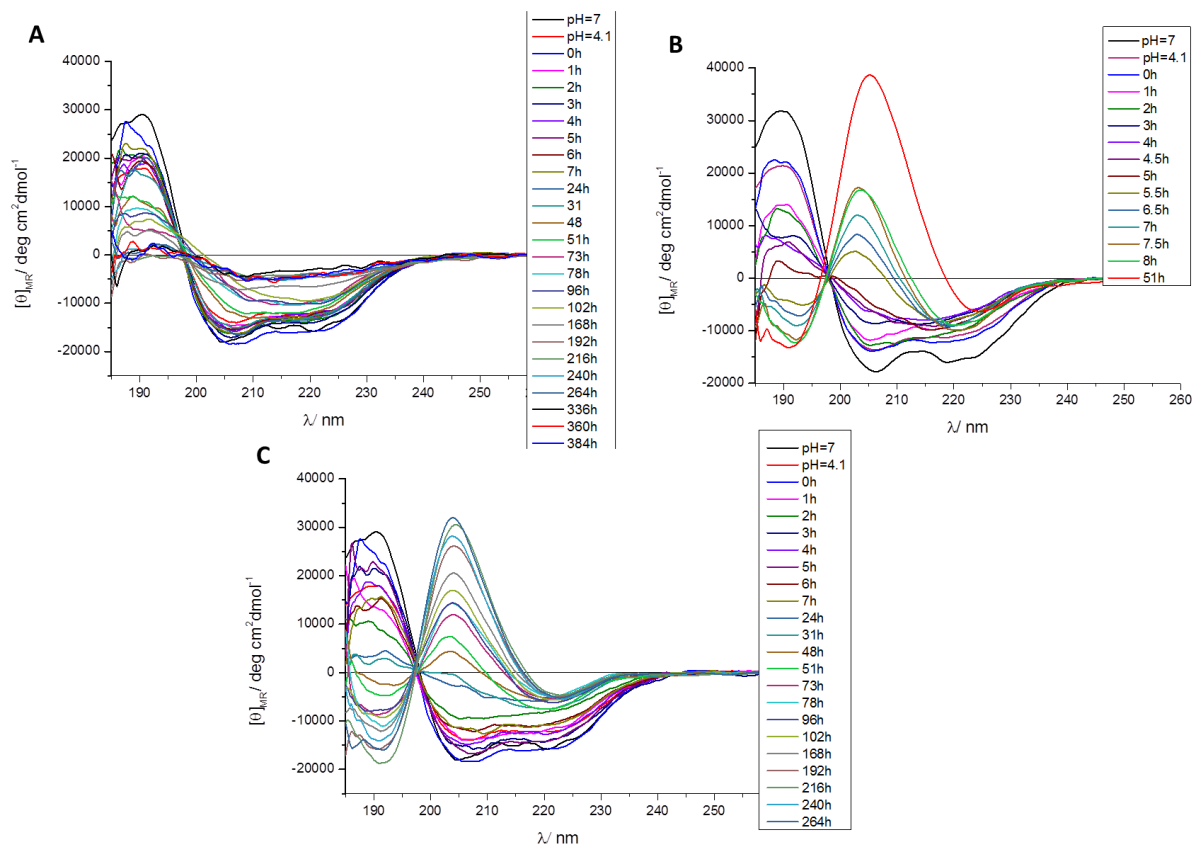 A
[θ]MR/ deg cm²dmol⁻¹
40000
30000
20000
10000
0
-10000
-20000
190
200
210
220
230
240
250
2
λ/ nm
pH=7
pH=4.1
0h
1h
2h
3h
4h
5h
6h
7h
24h
31
48
51h
73h
78h
96h
102h
168h
192h
216h
240h
264h
336h
360h
384h
B
[θ]MR/ deg cm²dmol⁻¹
40000
30000
20000
10000
0
-10000
-20000
190
200
210
220
230
240
250
260
λ/ nm
pH=7
pH=4.1
0h
1h
2h
3h
4h
4.5h
5h
5.5h
6.5h
7h
7.5h
8h
51h
C
[θ]MR/ deg cm²dmol⁻¹
40000
30000
20000
10000
0
-10000
-20000
190
200
210
220
230
240
250
λ/ nm
pH=7
pH=4.1
0h
1h
2h
3h
4h
5h
6h
7h
24h
31h
48h
51h
73h
78h
96h
102h
168h
192h
216h
240h
264h